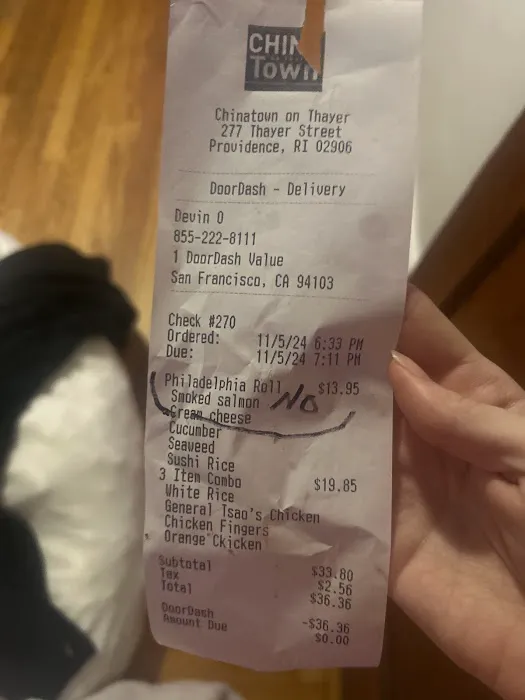 CHIN
Town
Chinatown on Thayer
277 Thayer Street
Providence, RI 02906
DoorDash - Delivery
Devin O
855-222-8111
1 DoorDash Value
San Francisco, CA 94103
Check #270
Ordered: 11/5/24 6:33 PM
Due: 11/5/24 7:11 PM
Philadelphia Roll $13.95
Smoked salmon NO
Cream cheese
Cucumber
Seaweed
Sushi Rice
3 Item Combo $19.85
White Rice
General Tsao's Chicken
Chicken Fingers
Orange Ckicken
Subtotal $33.80
Tax $2.56
Total $36.36
DoorDash -$36.36
Amount Due $0.00